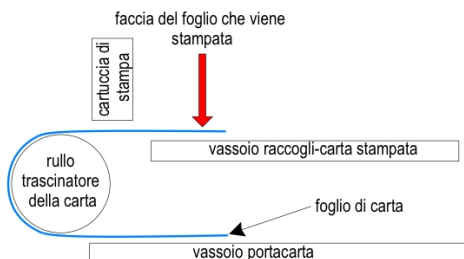 faccia del foglio che viene
stampata
cartuccia di
stampa
vassoio raccogli-carta stampata
rullo
trascinatore
della carta
foglio di carta
vassoio portacarta